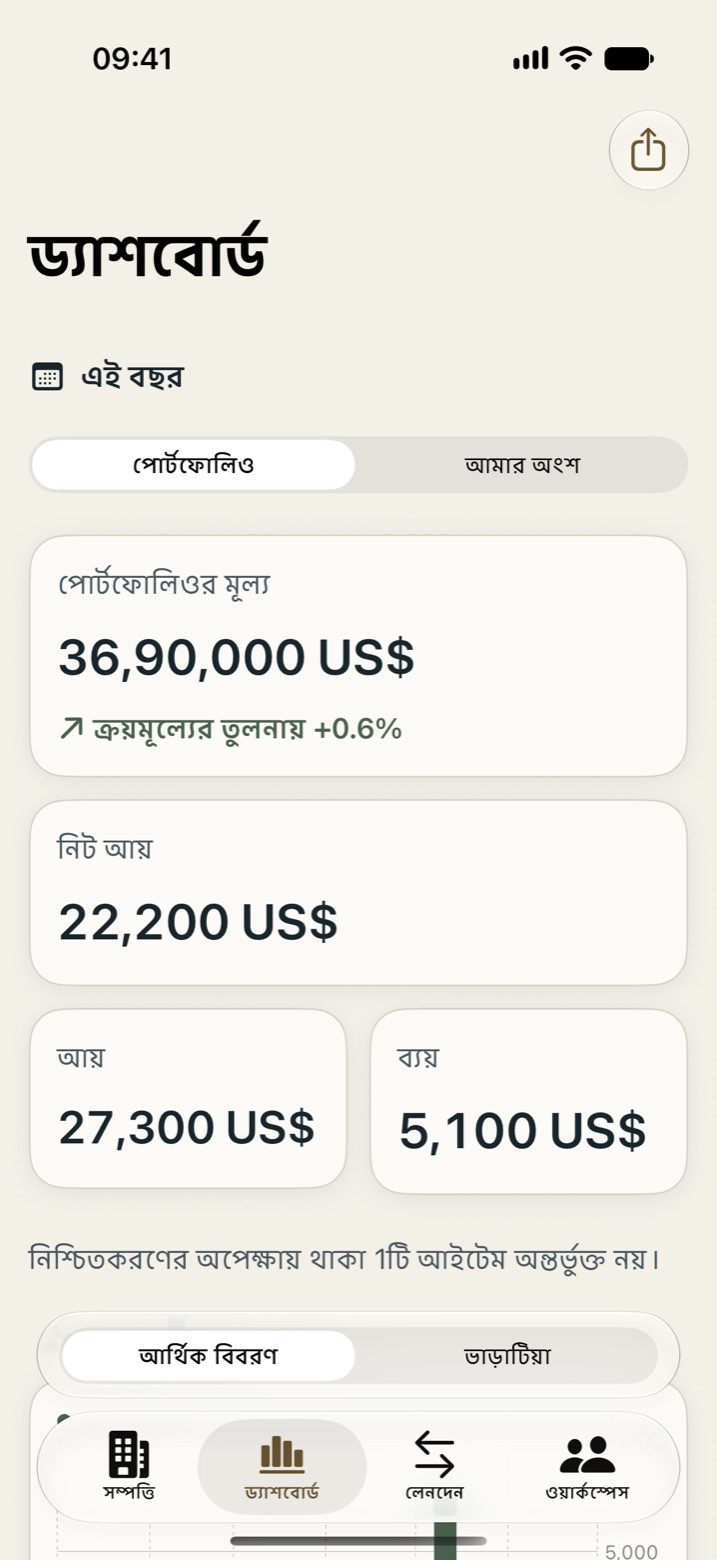 09:41
ড্যাশবোর্ড
এই বছর
পোর্টফোলিও
আমার অংশ
পোর্টফোলিওর মূল্য
36,90,000 US$
ক্রয়মূল্যের তুলনায় +0.6%
নিট আয়
22,200 US$
আয়
ব্যয়
27,300 US$
5,100 US$
নিশ্চিতকরণের অপেক্ষায় থাকা 1টি আইটেম অন্তর্ভুক্ত নয়।
আর্থিক বিবরণ
ভাড়াটিয়া
সম্পত্তি
ড্যাশবোর্ড
লেনদেন
ওয়ার্কস্পেস
5,000